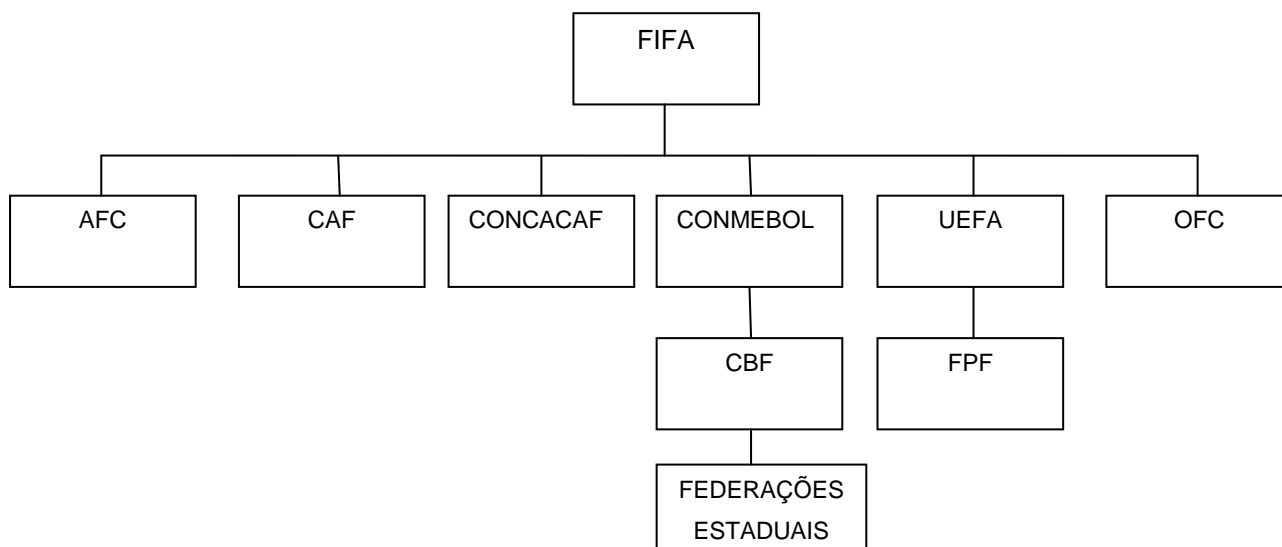 FIFA
AFC
CAF
CONCACAF
CONMEBOL
UEFA
OFC
CBF
FPF
FEDERAÇÕES
ESTADUAIS